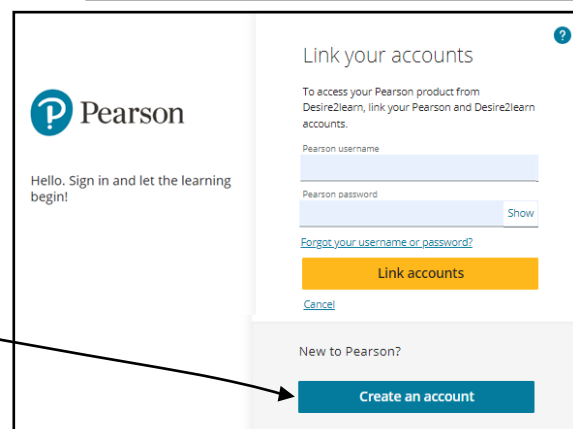 Pearson
Hello. Sign in and let the learning
begin!
?
Link your accounts
To access your Pearson product from
Desire2learn, link your Pearson and Desire2learn
accounts.
Pearson username
Pearson password
Show
Forgot your username or password?
Link accounts
Cancel
New to Pearson?
Create an account